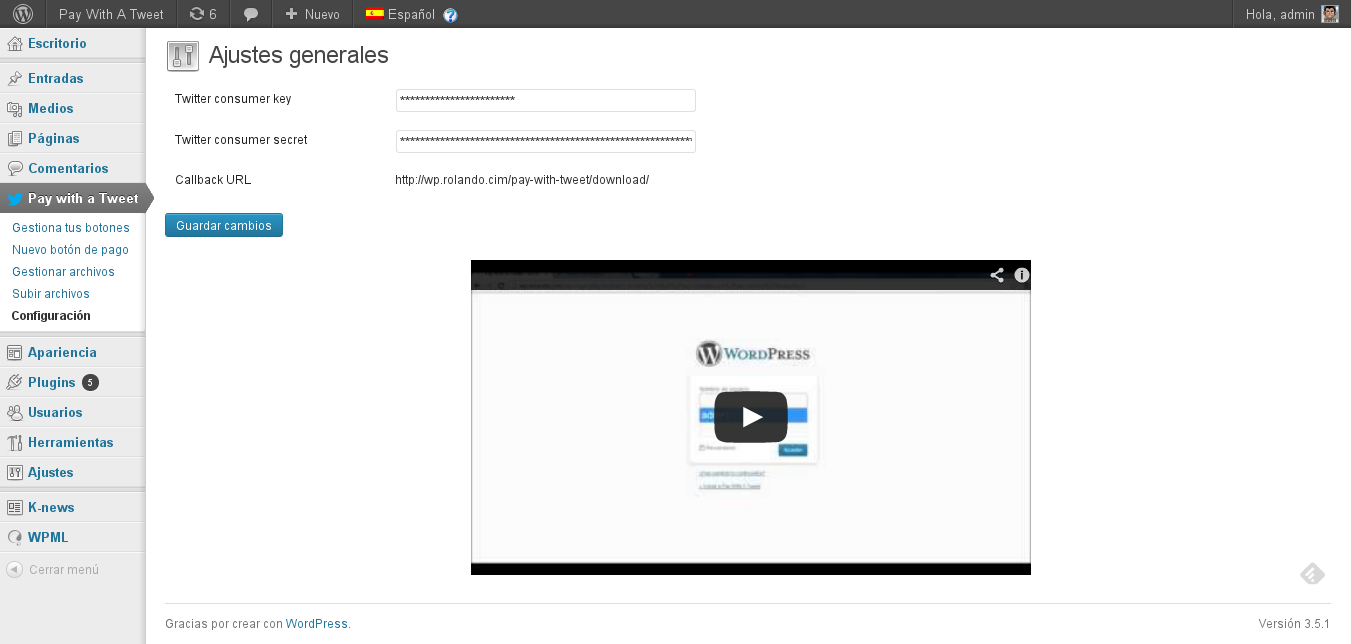 Pay With A Tweet 6 Nuevo Español Hola, admin
Escritorio
Entradas
Medios
Páginas
Comentarios
Pay with a Tweet
Gestiona tus botones
Nuevo botón de pago
Gestionar archivos
Subir archivos
Configuración
Apariencia
Plugins 5
Usuarios
Herramientas
Ajustes
K-news
WPML
Cerrar menú
Ajustes generales
Twitter consumer key ***********************
Twitter consumer secret
Callback URL http://wp.rolando.cim/pay-with-tweet/download/
Guardar cambios
WORDPRESS
Gracias por crear con WordPress.
Versión 3.5.1